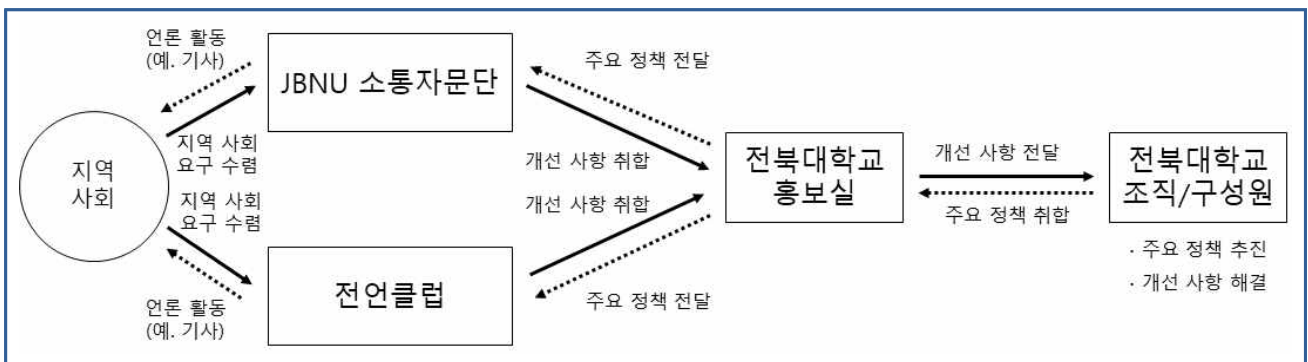 언론 활동
(예. 기사)
JBNU 소통자문단
주요 정책 전달
지역 사회
요구 수렴
개선 사항 취합
지역
사회
전북대학교
홍보실
개선 사항 전달
주요 정책 취합
전북대학교
조직/구성원
· 주요 정책 추진
· 개선 사항 해결
지역 사회
요구 수렴
개선 사항 취합
전언클럽
언론 활동
(예. 기사)
주요 정책 전달